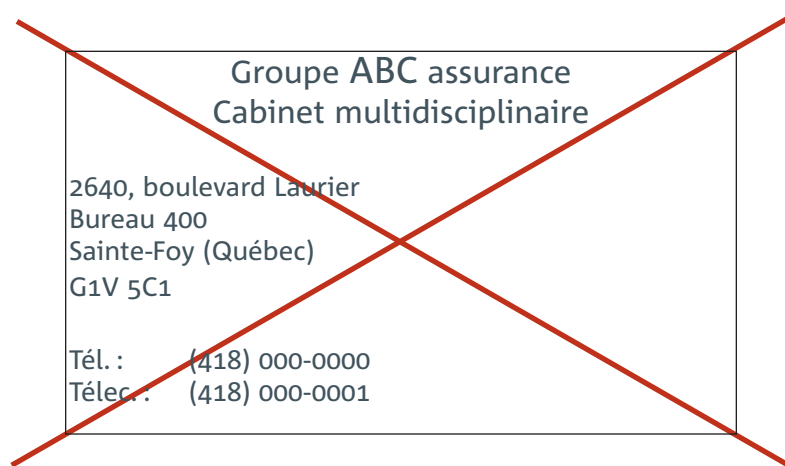 Groupe ABC assurance
Cabinet multidisciplinaire
2640, boulevard Laurier
Bureau 400
Sainte-Foy (Québec)
G1V 5C1
Tél. : (418) 000-0000
Télec. : (418) 000-0001